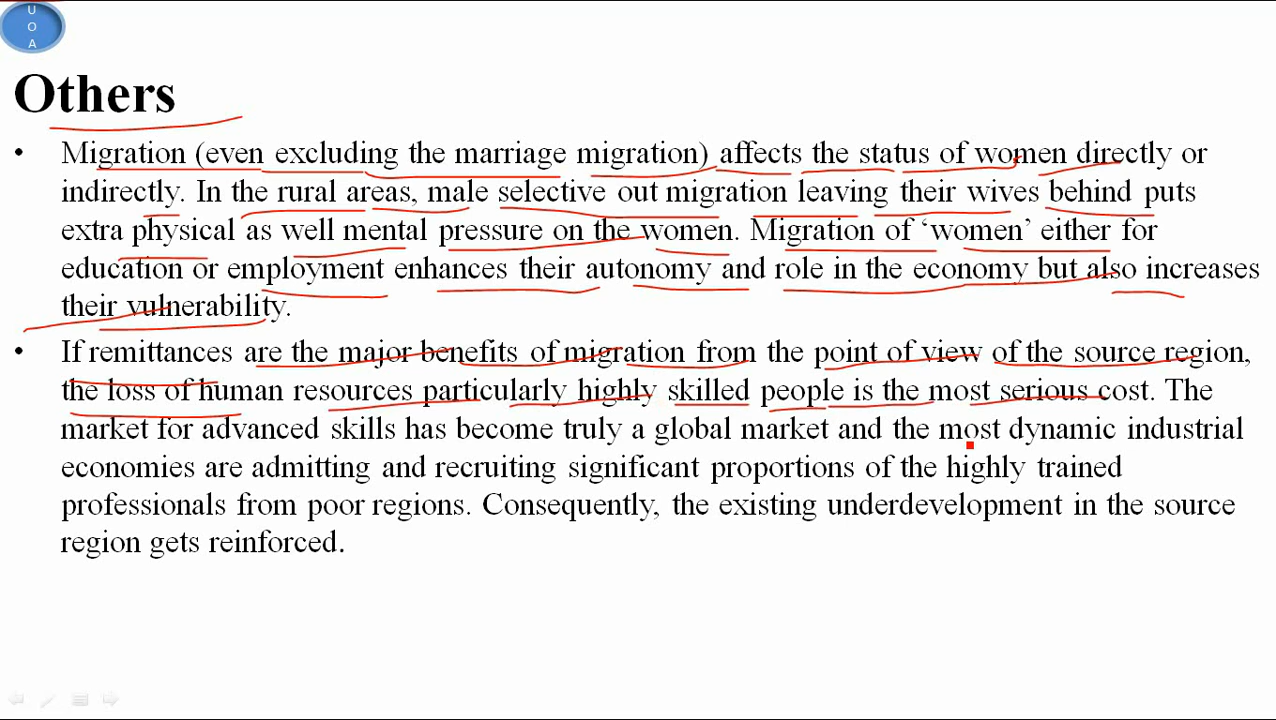 U
O
A
Others
• Migration (even excluding the marriage migration) affects the status of women directly or
indirectly. In the rural areas, male selective out migration leaving their wives behind puts
extra physical as well mental pressure on the women. Migration of ‘women’ either for
education or employment enhances their autonomy and role in the economy but also increases
their vulnerability.
• If remittances are the major benefits of migration from the point of view of the source region,
the loss of human resources particularly highly skilled people is the most serious cost. The
market for advanced skills has become truly a global market and the most dynamic industrial
economies are admitting and recruiting significant proportions of the highly trained
professionals from poor regions. Consequently, the existing underdevelopment in the source
region gets reinforced.